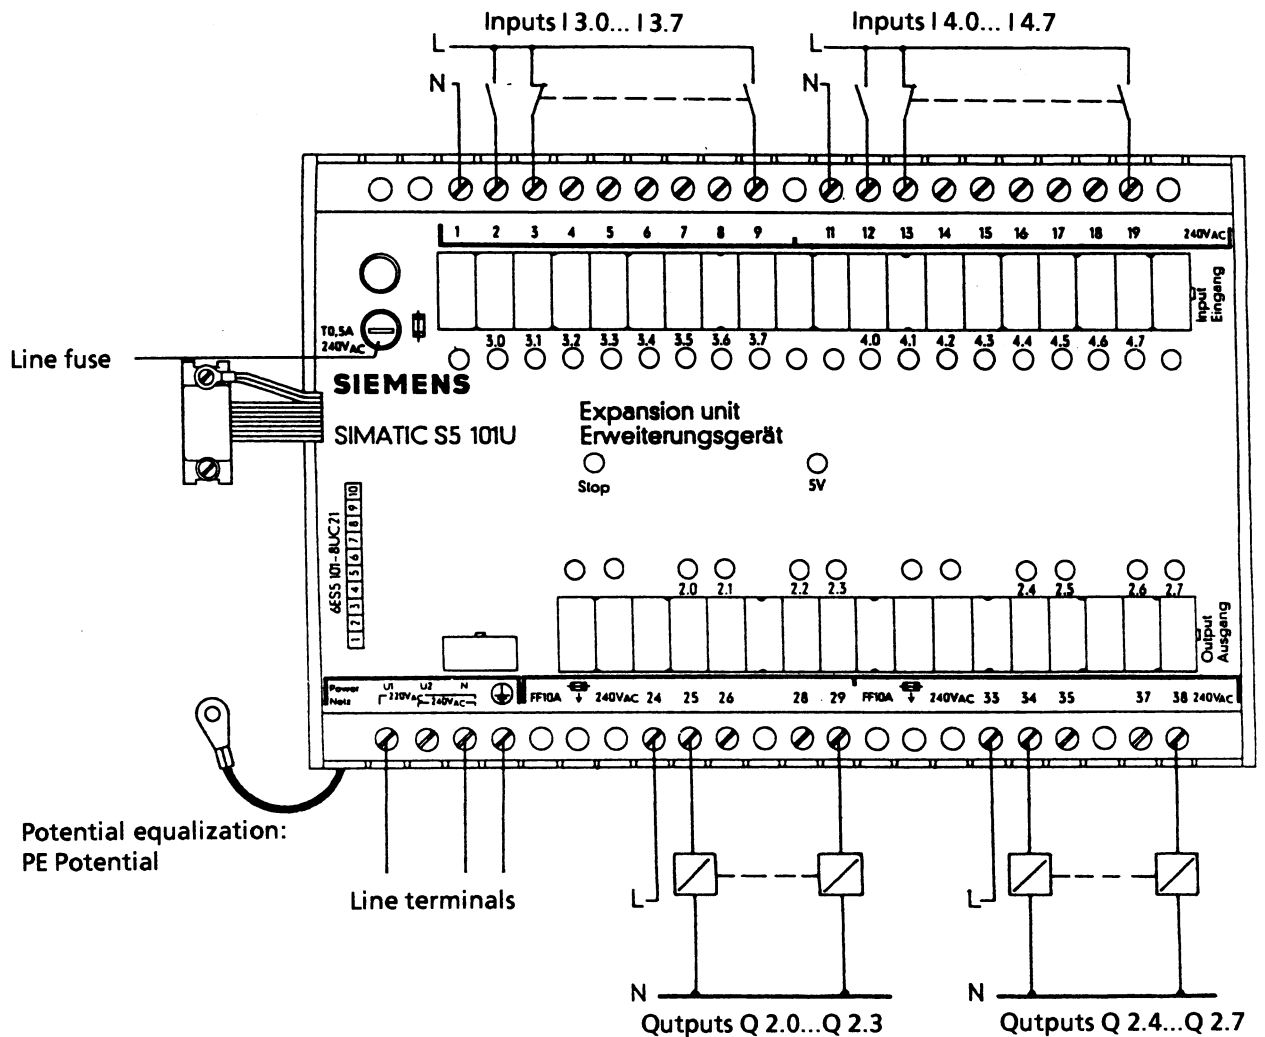 Inputs I 3.0... I 3.7
Inputs I 4.0... I 4.7
L
L
N
N
1 2 3 4 5 6 7 8 9 11 12 13 14 15 16 17 18 19 240VAC
Input
Eingang
T0,5A
240VAC
3.0 3.1 3.2 3.3 3.4 3.5 3.6 3.7 4.0 4.1 4.2 4.3 4.4 4.5 4.6 4.7
Line fuse
SIEMENS
SIMATIC S5 101U
Expansion unit
Erweiterungsgerät
Stop
5V
6ES5 101-8UC21
1 2 3 4 5 6 7 8 9 10
2.0 2.1 2.2 2.3 2.4 2.5 2.6 2.7
Output
Ausgang
Power
Netz
U1 U2 N
220VAC
240VAC
FF10A 240VAC 24 25 26 28 29 FF10A 240VAC 33 34 35 37 38 240VAC
Potential equalization:
PE Potential
Line terminals
L
L
N
N
Qutputs Q 2.0...Q 2.3
Qutputs Q 2.4...Q 2.7